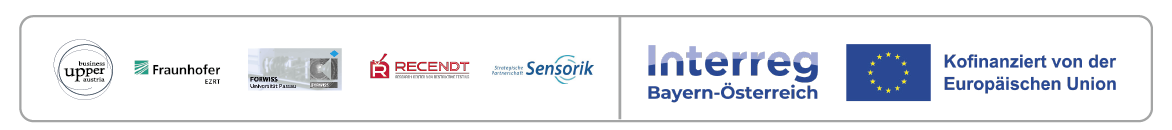 business
upper
austria
Fraunhofer
EZRT
FORWISS
Universität Passau
RECENDT
Strategische
Partnerschaft
Sensorik
Interreg
Bayern-Österreich
Kofinanziert von der
Europäischen Union